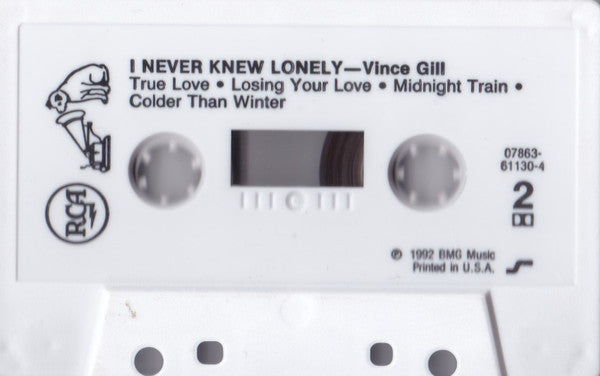 I NEVER KNEW LONELY—Vince Gill
True Love • Losing Your Love • Midnight Train •
Colder Than Winter
07863-
61130-4
2
RCA
℗ 1992 BMG Music
Printed in U.S.A.